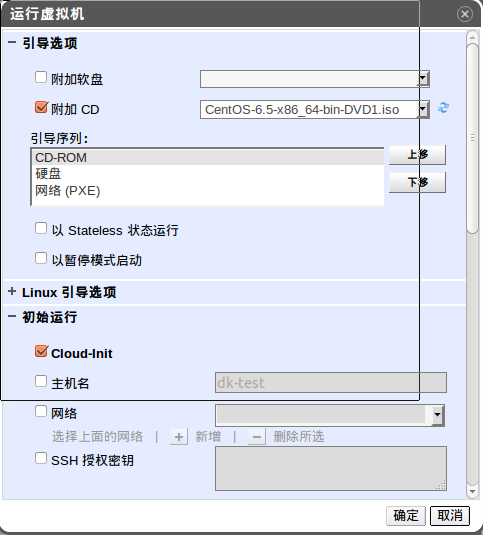 运行虚拟机
引导选项
附加软盘
附加 CD CentOS-6.5-x86_64-bin-DVD1.iso
引导序列:
CD-ROM 上移
硬盘 下移
网络 (PXE)
以 Stateless 状态运行
以暂停模式启动
Linux 引导选项
初始运行
Cloud-Init
主机名 dk-test
网络
选择上面的网络 | + 新增 | − 删除所选
SSH 授权密钥
确定 取消